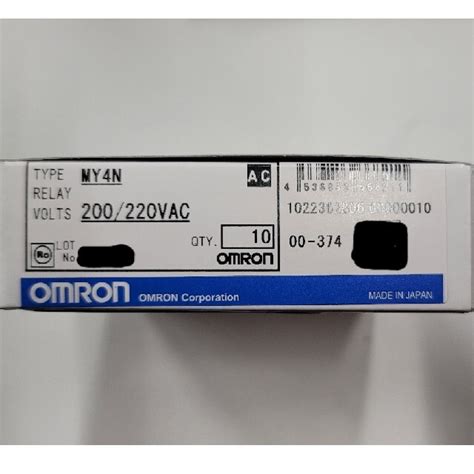 TYPE MY4N AC
RELAY
VOLTS 200/220VAC
QTY. 10 00-374
Ro LOT No OMRON
OMRON OMRON Corporation MADE IN JAPAN